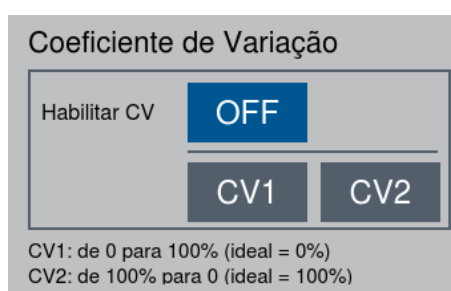 Coeficiente de Variação
Habilitar CV OFF
CV1 CV2
CV1: de 0 para 100% (ideal = 0%)
CV2: de 100% para 0 (ideal = 100%)